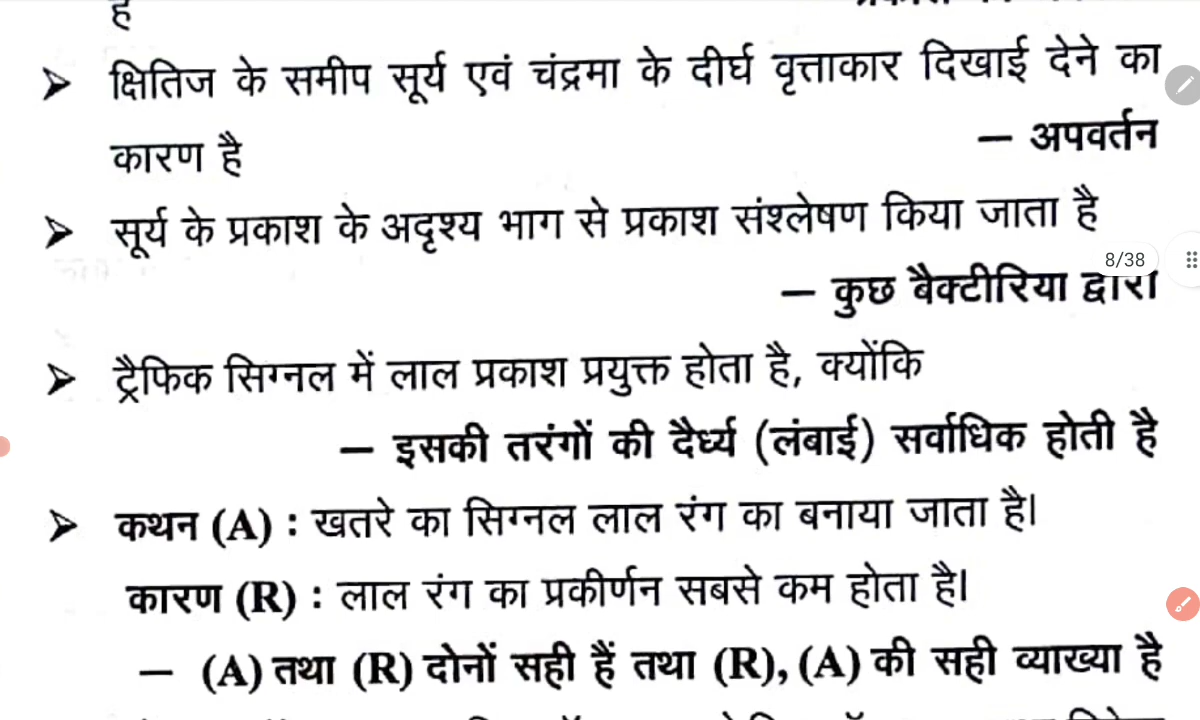 है
➤ क्षितिज के समीप सूर्य एवं चंद्रमा के दीर्घ वृत्ताकार दिखाई देने का
कारण है — अपवर्तन
➤ सूर्य के प्रकाश के अदृश्य भाग से प्रकाश संश्लेषण किया जाता है
8/38
— कुछ बैक्टीरिया द्वारा
➤ ट्रैफिक सिग्नल में लाल प्रकाश प्रयुक्त होता है, क्योंकि
— इसकी तरंगों की दैर्ध्य (लंबाई) सर्वाधिक होती है
➤ कथन (A) : खतरे का सिग्नल लाल रंग का बनाया जाता है।
कारण (R) : लाल रंग का प्रकीर्णन सबसे कम होता है।
— (A) तथा (R) दोनों सही हैं तथा (R), (A) की सही व्याख्या है